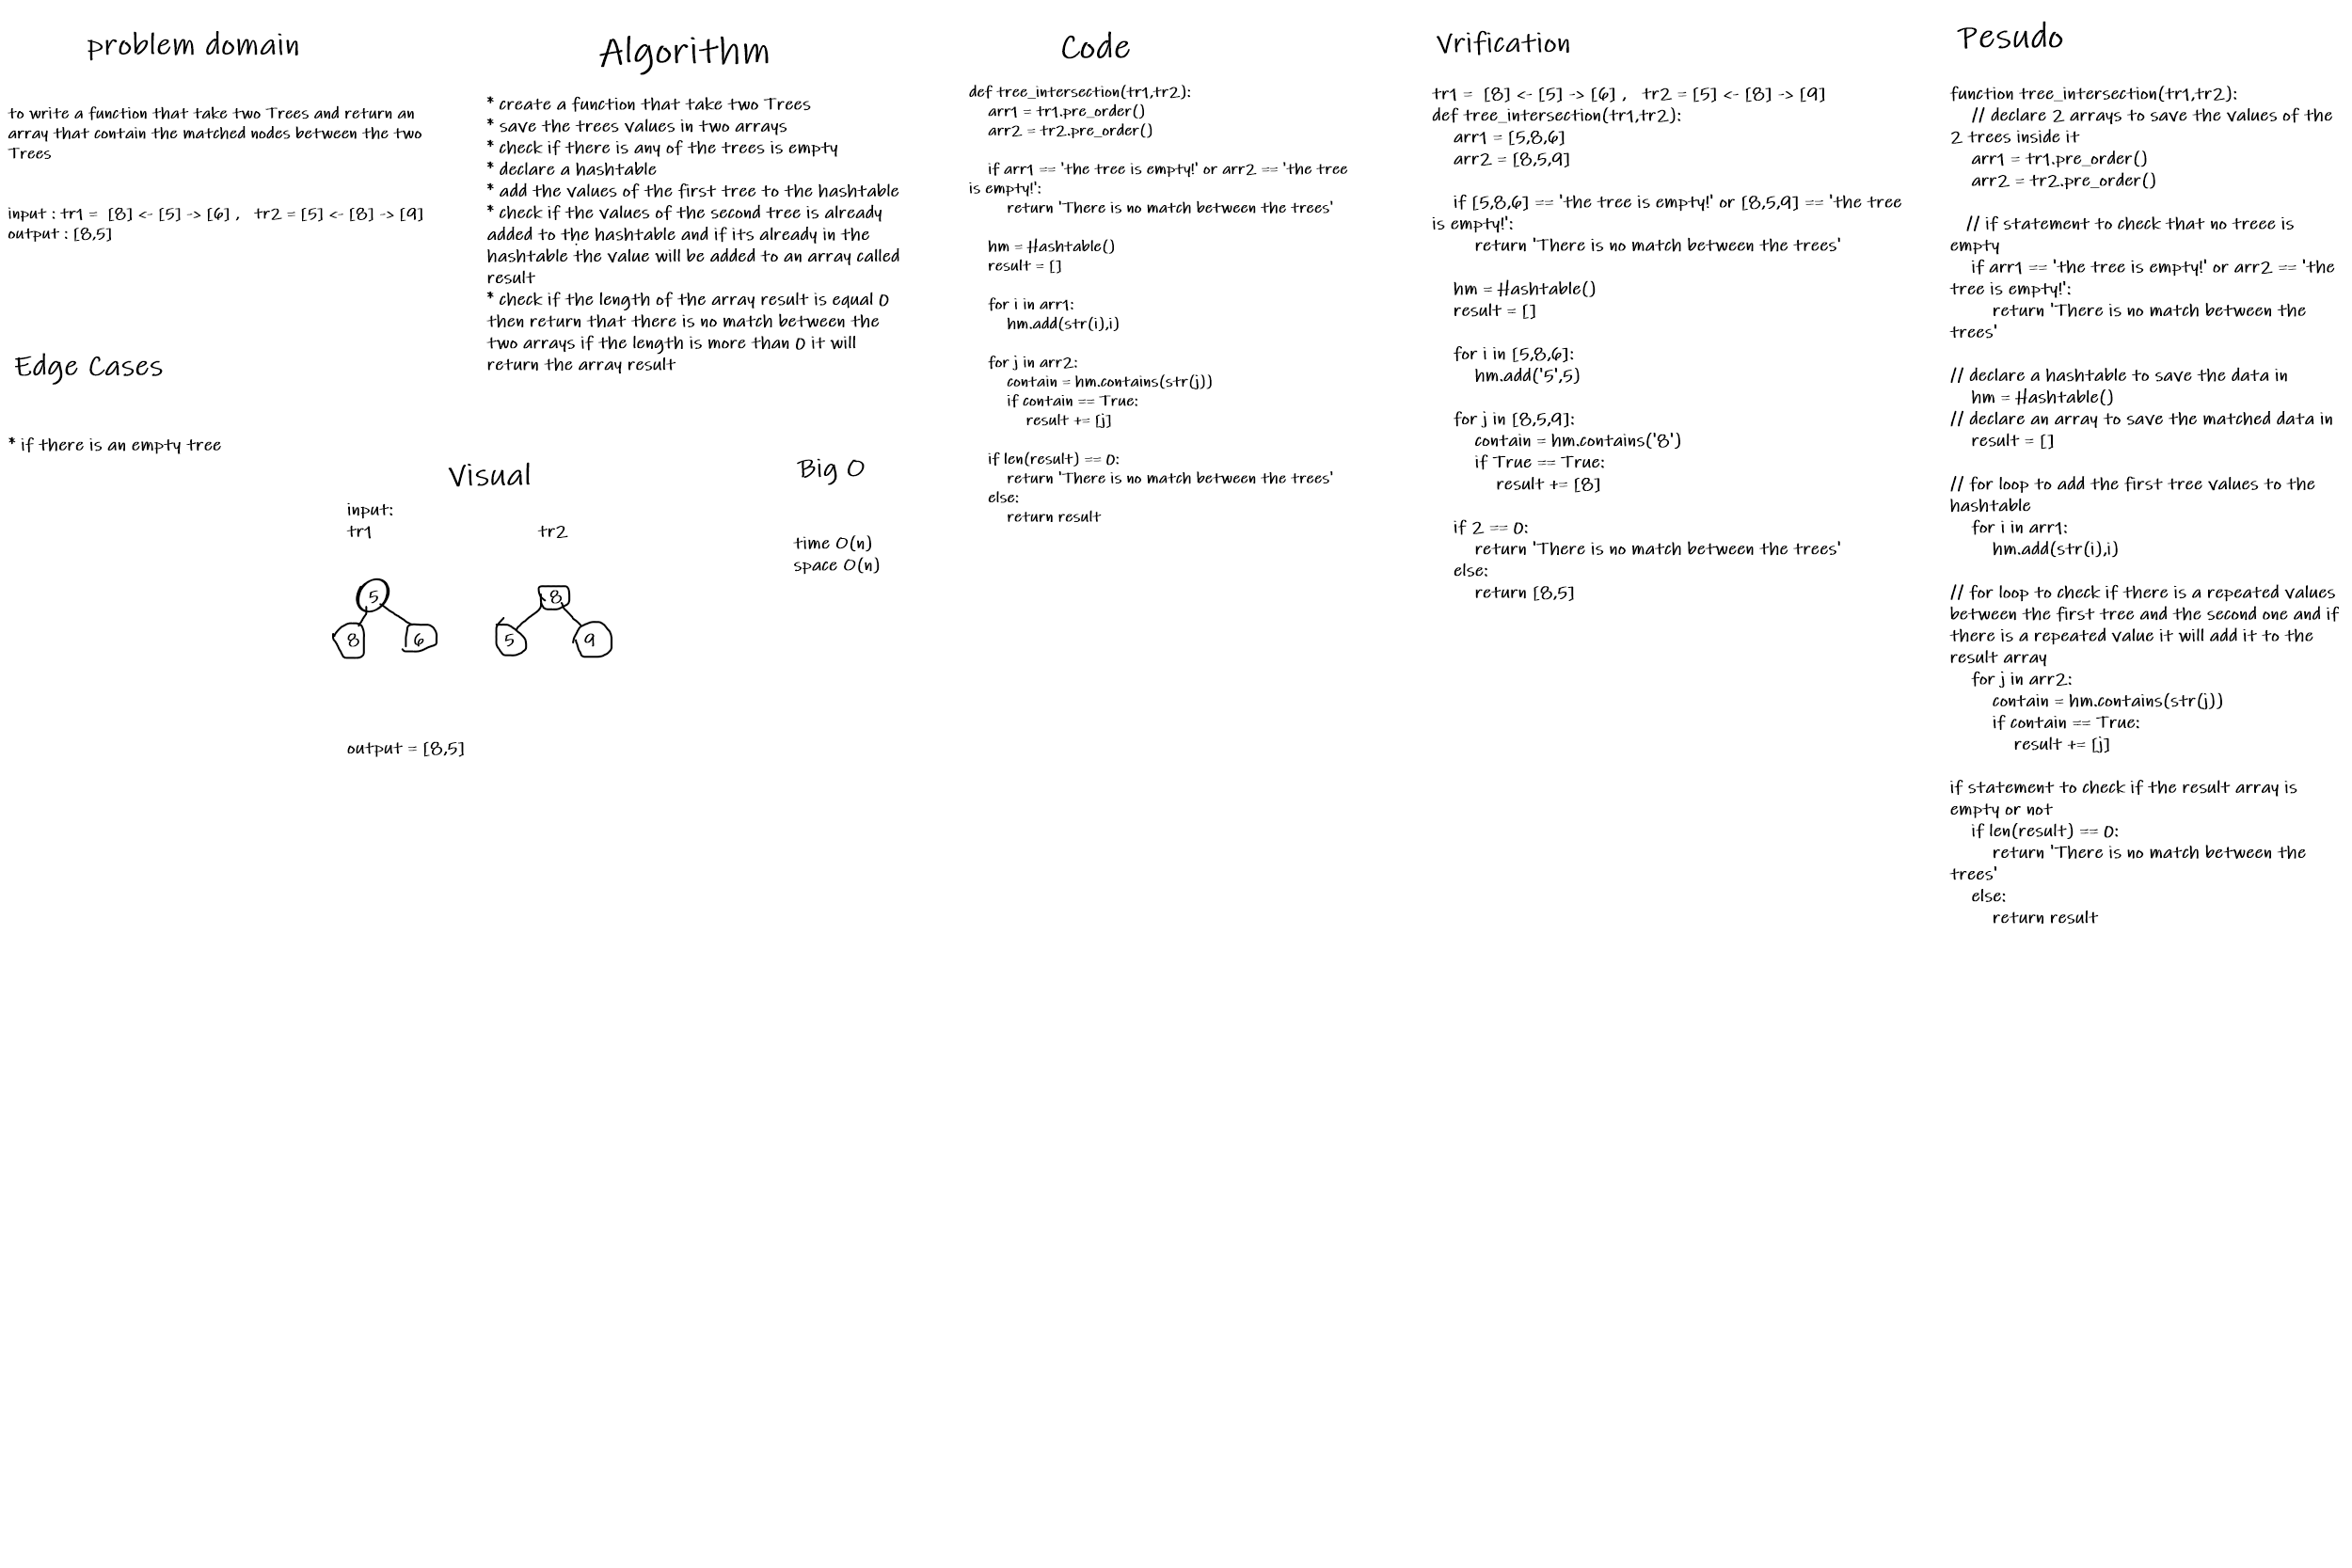 problem domain
to write a function that take two Trees and return an
array that contain the matched nodes between the two
Trees
input : tr1 = [8] <- [5] -> [6] , tr2 = [5] <- [8] -> [9]
output : [8,5]
Edge Cases
* if there is an empty tree
Algorithm
* create a function that take two Trees
* save the trees values in two arrays
* check if there is any of the trees is empty
* declare a hashtable
* add the values of the first tree to the hashtable
* check if the values of the second tree is already
added to the hashtable and if its already in the
hashtable the value will be added to an array called
result
* check if the length of the array result is equal 0
then return that there is no match between the
two arrays if the length is more than 0 it will
return the array result
Visual
input:
tr1 tr2
5 8
8 6 5 9
output = [8,5]
Big O
time O(n)
space O(n)
Code
def tree_intersection(tr1,tr2):
arr1 = tr1.pre_order()
arr2 = tr2.pre_order()
if arr1 == 'the tree is empty!' or arr2 == 'the tree
is empty!':
return 'There is no match between the trees'
hm = Hashtable()
result = []
for i in arr1:
hm.add(str(i),i)
for j in arr2:
contain = hm.contains(str(j))
if contain == True:
result += [j]
if len(result) == 0:
return 'There is no match between the trees'
else:
return result
Vrification
tr1 = [8] <- [5] -> [6] , tr2 = [5] <- [8] -> [9]
def tree_intersection(tr1,tr2):
arr1 = [5,8,6]
arr2 = [8,5,9]
if [5,8,6] == 'the tree is empty!' or [8,5,9] == 'the tree
is empty!':
return 'There is no match between the trees'
hm = Hashtable()
result = []
for i in [5,8,6]:
hm.add('5',5)
for j in [8,5,9]:
contain = hm.contains('8')
if True == True:
result += [8]
if 2 == 0:
return 'There is no match between the trees'
else:
return [8,5]
Pesudo
function tree_intersection(tr1,tr2):
// declare 2 arrays to save the values of the
2 trees inside it
arr1 = tr1.pre_order()
arr2 = tr2.pre_order()
// if statement to check that no treee is
empty
if arr1 == 'the tree is empty!' or arr2 == 'the
tree is empty!':
return 'There is no match between the
trees'
// declare a hashtable to save the data in
hm = Hashtable()
// declare an array to save the matched data in
result = []
// for loop to add the first tree values to the
hashtable
for i in arr1:
hm.add(str(i),i)
// for loop to check if there is a repeated values
between the first tree and the second one and if
there is a repeated value it will add it to the
result array
for j in arr2:
contain = hm.contains(str(j))
if contain == True:
result += [j]
if statement to check if the result array is
empty or not
if len(result) == 0:
return 'There is no match between the
trees'
else:
return result